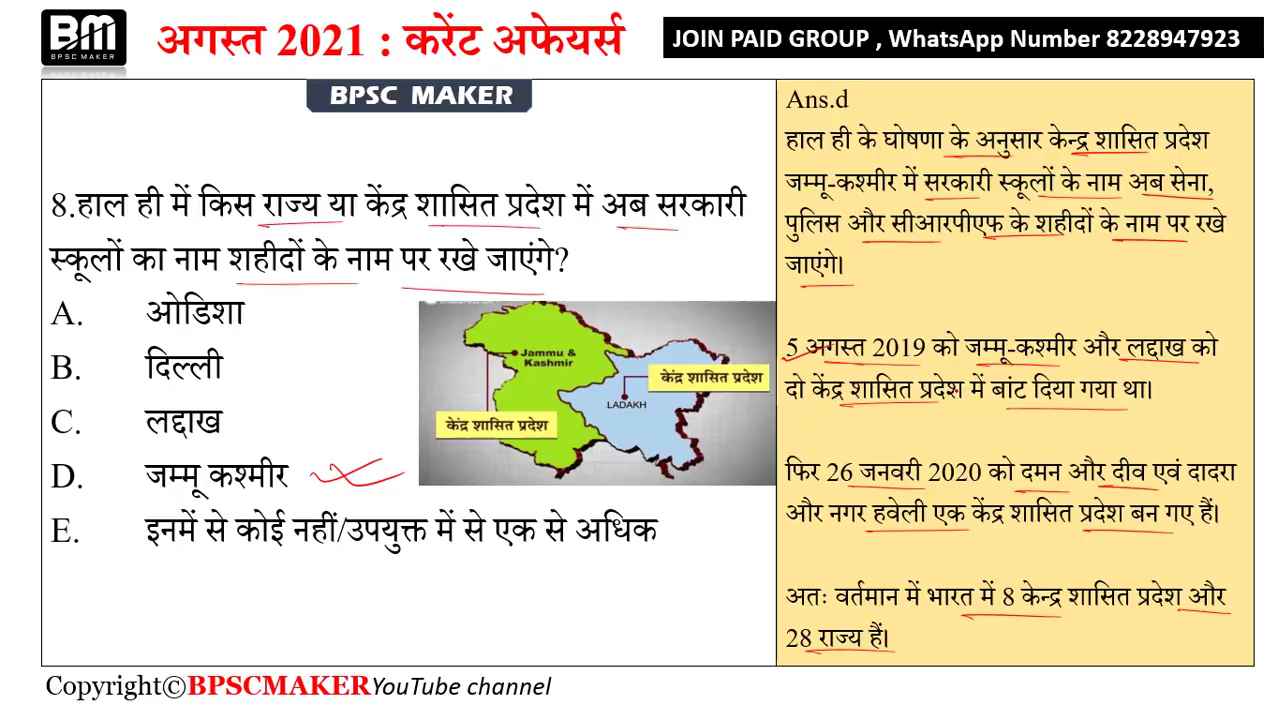 BM
BPSC MAKER
अगस्त 2021 : करेंट अफेयर्स
JOIN PAID GROUP , WhatsApp Number 8228947923
BPSC MAKER
8.हाल ही में किस राज्य या केंद्र शासित प्रदेश में अब सरकारी
स्कूलों का नाम शहीदों के नाम पर रखे जाएंगे?
A. ओडिशा
B. दिल्ली
C. लद्दाख
D. जम्मू कश्मीर
E. इनमें से कोई नहीं/उपयुक्त में से एक से अधिक
Jammu &
Kashmir
केंद्र शासित प्रदेश
LADAKH
केंद्र शासित प्रदेश
Ans.d
हाल ही के घोषणा के अनुसार केन्द्र शासित प्रदेश
जम्मू-कश्मीर में सरकारी स्कूलों के नाम अब सेना,
पुलिस और सीआरपीएफ के शहीदों के नाम पर रखे
जाएंगे।
5 अगस्त 2019 को जम्मू-कश्मीर और लद्दाख को
दो केंद्र शासित प्रदेश में बांट दिया गया था।
फिर 26 जनवरी 2020 को दमन और दीव एवं दादरा
और नगर हवेली एक केंद्र शासित प्रदेश बन गए हैं।
अतः वर्तमान में भारत में 8 केन्द्र शासित प्रदेश और
28 राज्य हैं।
Copyright©BPSCMAKERYouTube channel